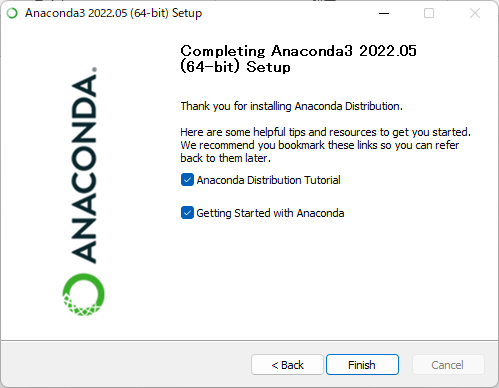 Anaconda3 2022.05 (64-bit) Setup
Completing Anaconda3 2022.05
(64-bit) Setup
ANACONDA.
Thank you for installing Anaconda Distribution.
Here are some helpful tips and resources to get you started.
We recommend you bookmark these links so you can refer
back to them later.
Anaconda Distribution Tutorial
Getting Started with Anaconda
< Back
Finish
Cancel